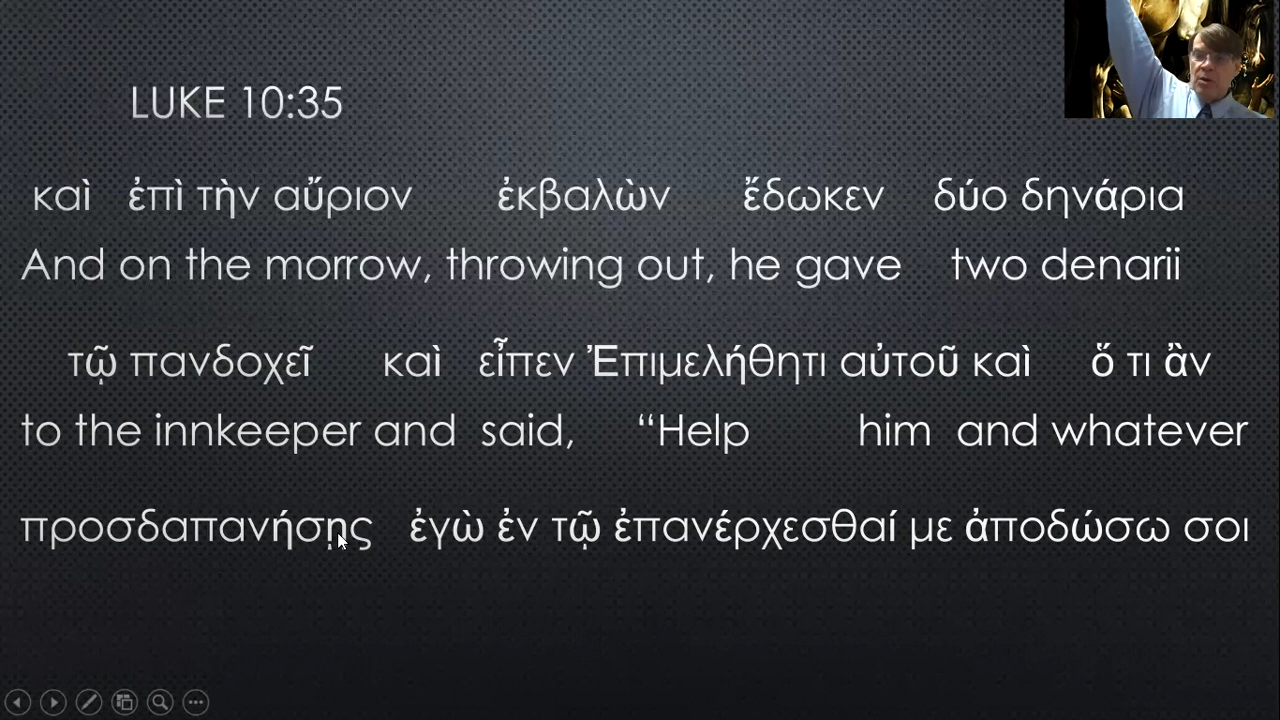 LUKE 10:35
καὶ ἐπὶ τὴν αὔριον ἐκβαλὼν ἔδωκεν δύο δηνάρια
And on the morrow, throwing out, he gave two denarii
τῷ πανδοχεῖ καὶ εἶπεν Ἐπιμελήθητι αὐτοῦ καὶ ὅ τι ἂν
to the innkeeper and said, “Help him and whatever
προσδαπανήσῃς ἐγὼ ἐν τῷ ἐπανέρχεσθαί με ἀποδώσω σοι